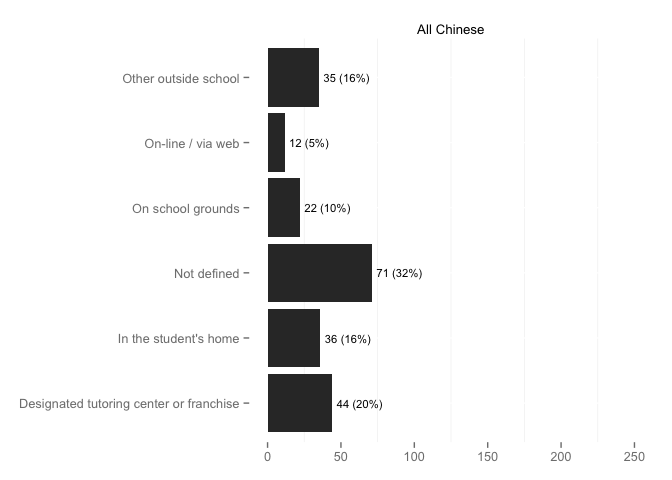 All Chinese
Other outside school 35 (16%)
On-line / via web 12 (5%)
On school grounds 22 (10%)
Not defined 71 (32%)
In the student's home 36 (16%)
Designated tutoring center or franchise 44 (20%)
0 50 100 150 200 250